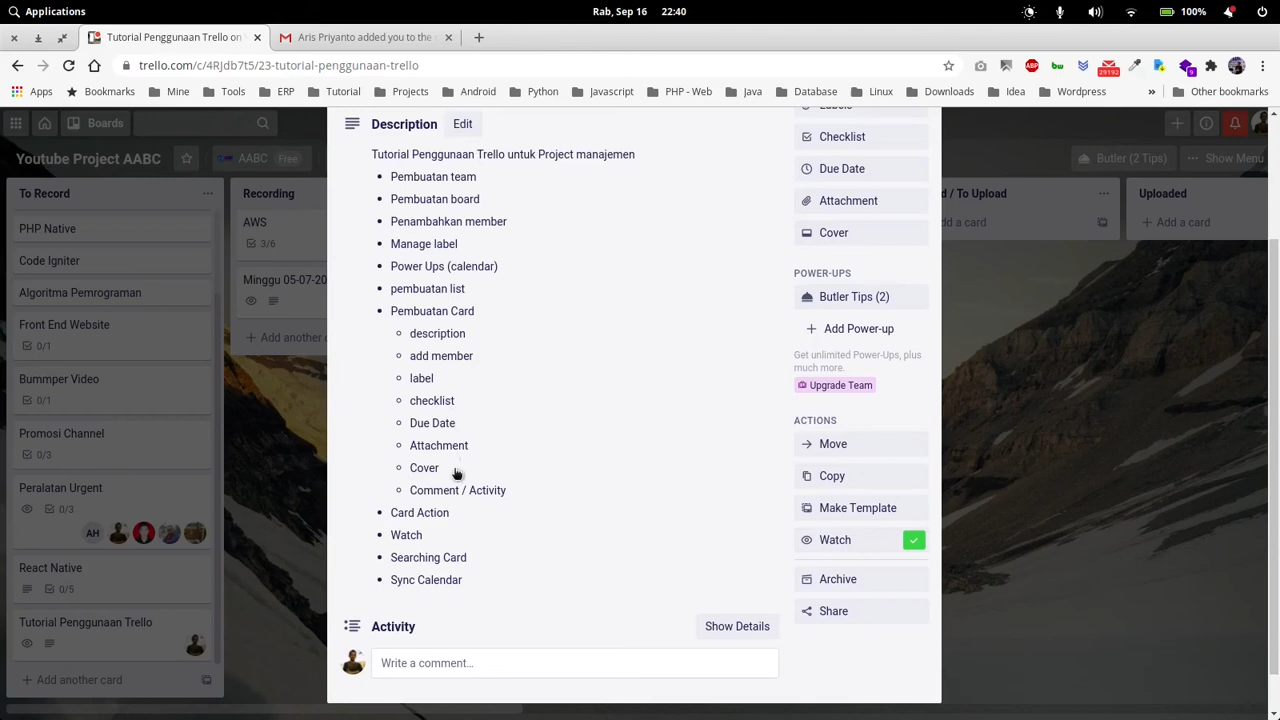 Applications
Rab, Sep 16 22:40
100%
Tutorial Penggunaan Trello on
Aris Priyanto added you to the
trello.com/c/4RJdb7t5/23-tutorial-penggunaan-trello
29192
ABP
9
Apps
Bookmarks
Mine
Tools
ERP
Tutorial
Projects
Android
Python
Javascript
PHP - Web
Java
Database
Linux
Downloads
Idea
Wordpress
»
Other bookmarks
Boards
Youtube Project AABC
AABC
Free
Butler (2 Tips)
Show Menu
To Record
PHP Native
Code Igniter
Algoritma Pemrograman
Front End Website
0/1
Bummper Video
0/1
Promosi Channel
0/3
Peralatan Urgent
0/3
AH
React Native
0/5
Tutorial Penggunaan Trello
+ Add another card
Recording
AWS
3/6
Minggu 05-07-20
+ Add another
Description
Edit
Tutorial Penggunaan Trello untuk Project manajemen
Pembuatan team
Pembuatan board
Penambahkan member
Manage label
Power Ups (calendar)
pembuatan list
Pembuatan Card
description
add member
label
checklist
Due Date
Attachment
Cover
Comment / Activity
Card Action
Watch
Searching Card
Sync Calendar
Activity
Show Details
Write a comment…
Labels
Checklist
Due Date
Attachment
Cover
POWER-UPS
Butler Tips (2)
+ Add Power-up
Get unlimited Power-Ups, plus
much more.
Upgrade Team
ACTIONS
Move
Copy
Make Template
Watch
Archive
Share
d / To Upload
add a card
Uploaded
+ Add a card